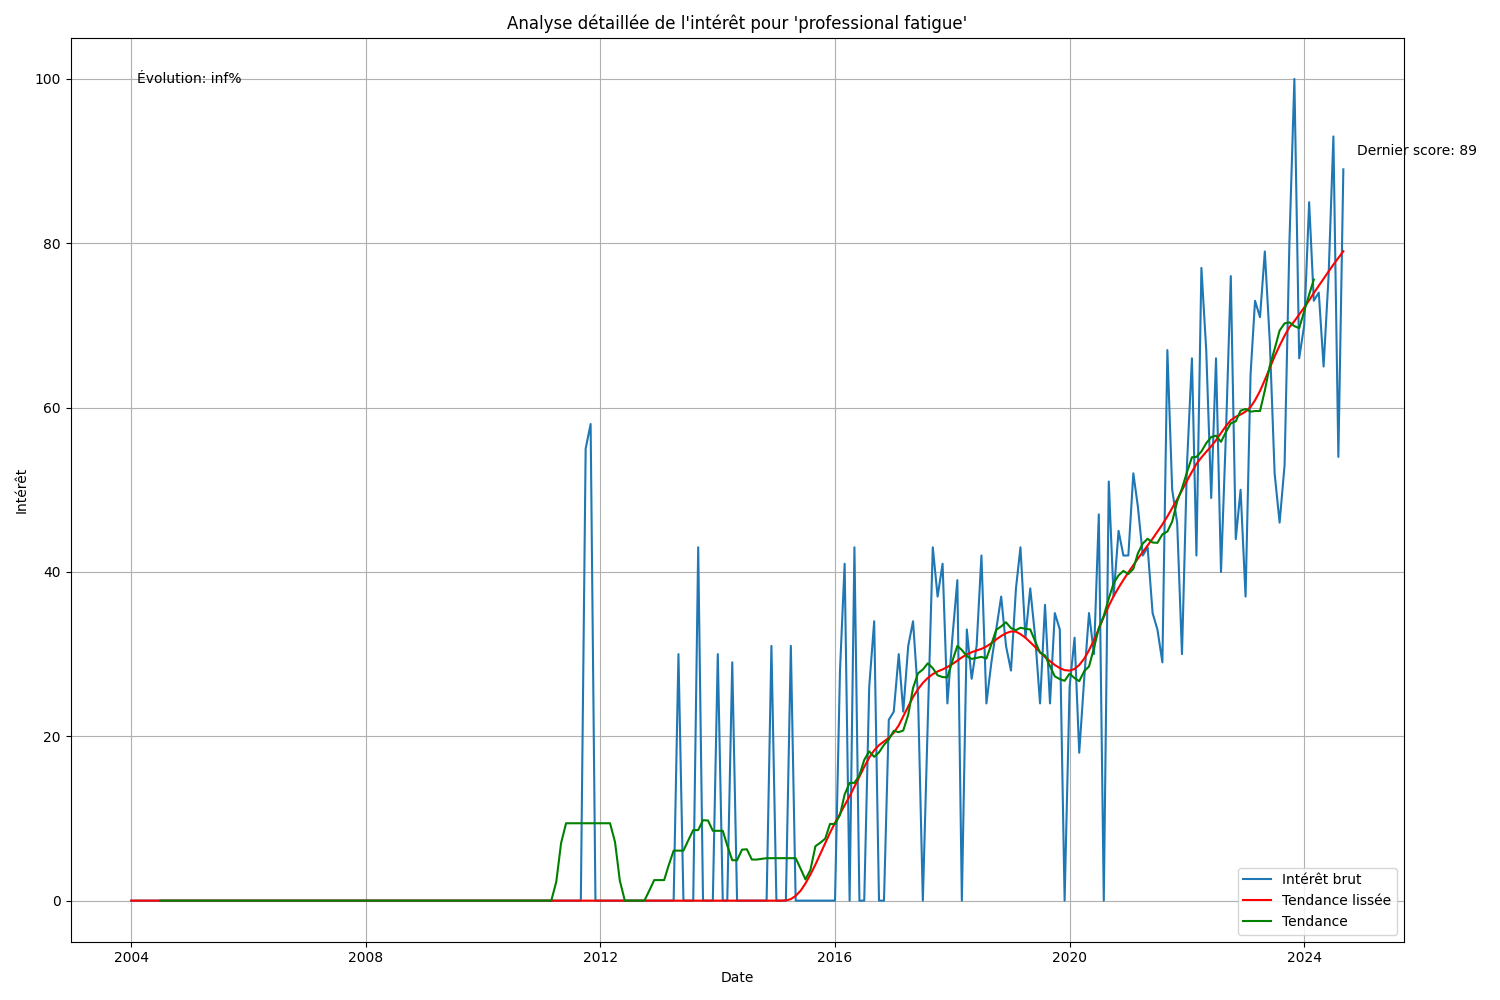 Analyse détaillée de l'intérêt pour 'professional fatigue'
Évolution: inf%
Dernier score: 89
Intérêt
100
80
60
40
20
0
2004
2008
2012
2016
2020
2024
Date
Intérêt brut
Tendance lissée
Tendance